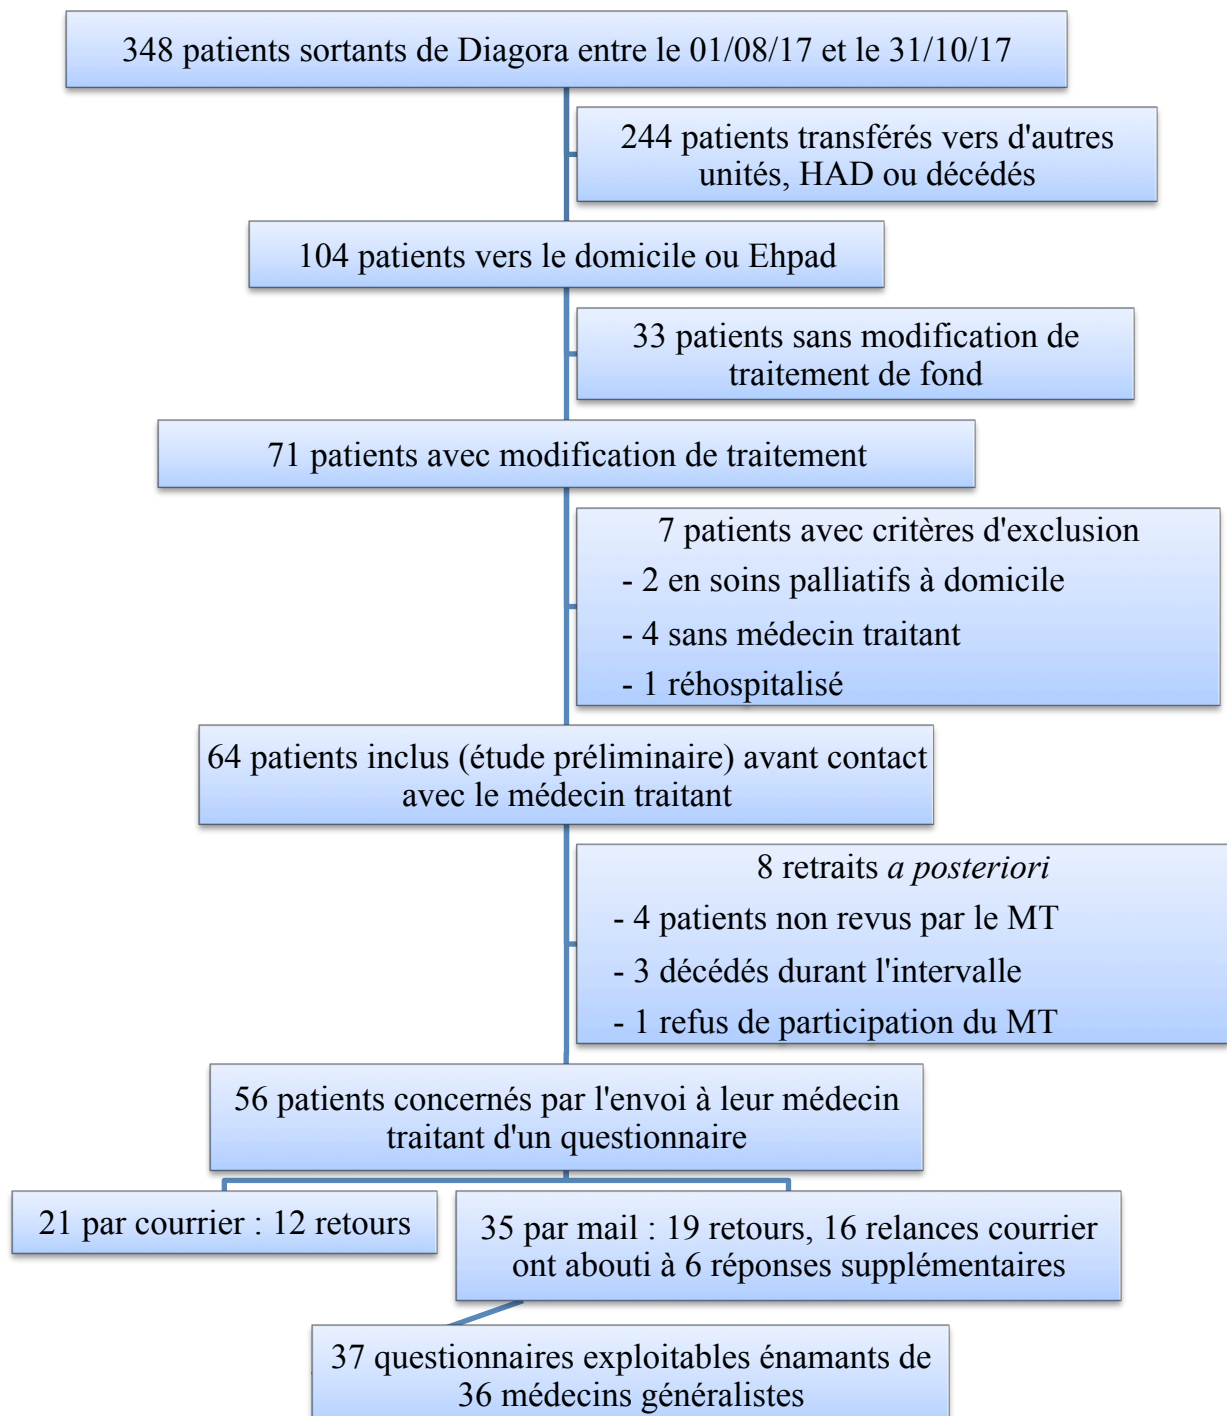 348 patients sortants de Diagora entre le 01/08/17 et le 31/10/17
244 patients transférés vers d'autres
unités, HAD ou décédés
104 patients vers le domicile ou Ehpad
33 patients sans modification de
traitement de fond
71 patients avec modification de traitement
7 patients avec critères d'exclusion
- 2 en soins palliatifs à domicile
- 4 sans médecin traitant
- 1 réhospitalisé
64 patients inclus (étude préliminaire) avant contact
avec le médecin traitant
8 retraits a posteriori
- 4 patients non revus par le MT
- 3 décédés durant l'intervalle
- 1 refus de participation du MT
56 patients concernés par l'envoi à leur médecin
traitant d'un questionnaire
21 par courrier : 12 retours
35 par mail : 19 retours, 16 relances courrier
ont abouti à 6 réponses supplémentaires
37 questionnaires exploitables énamants de
36 médecins généralistes